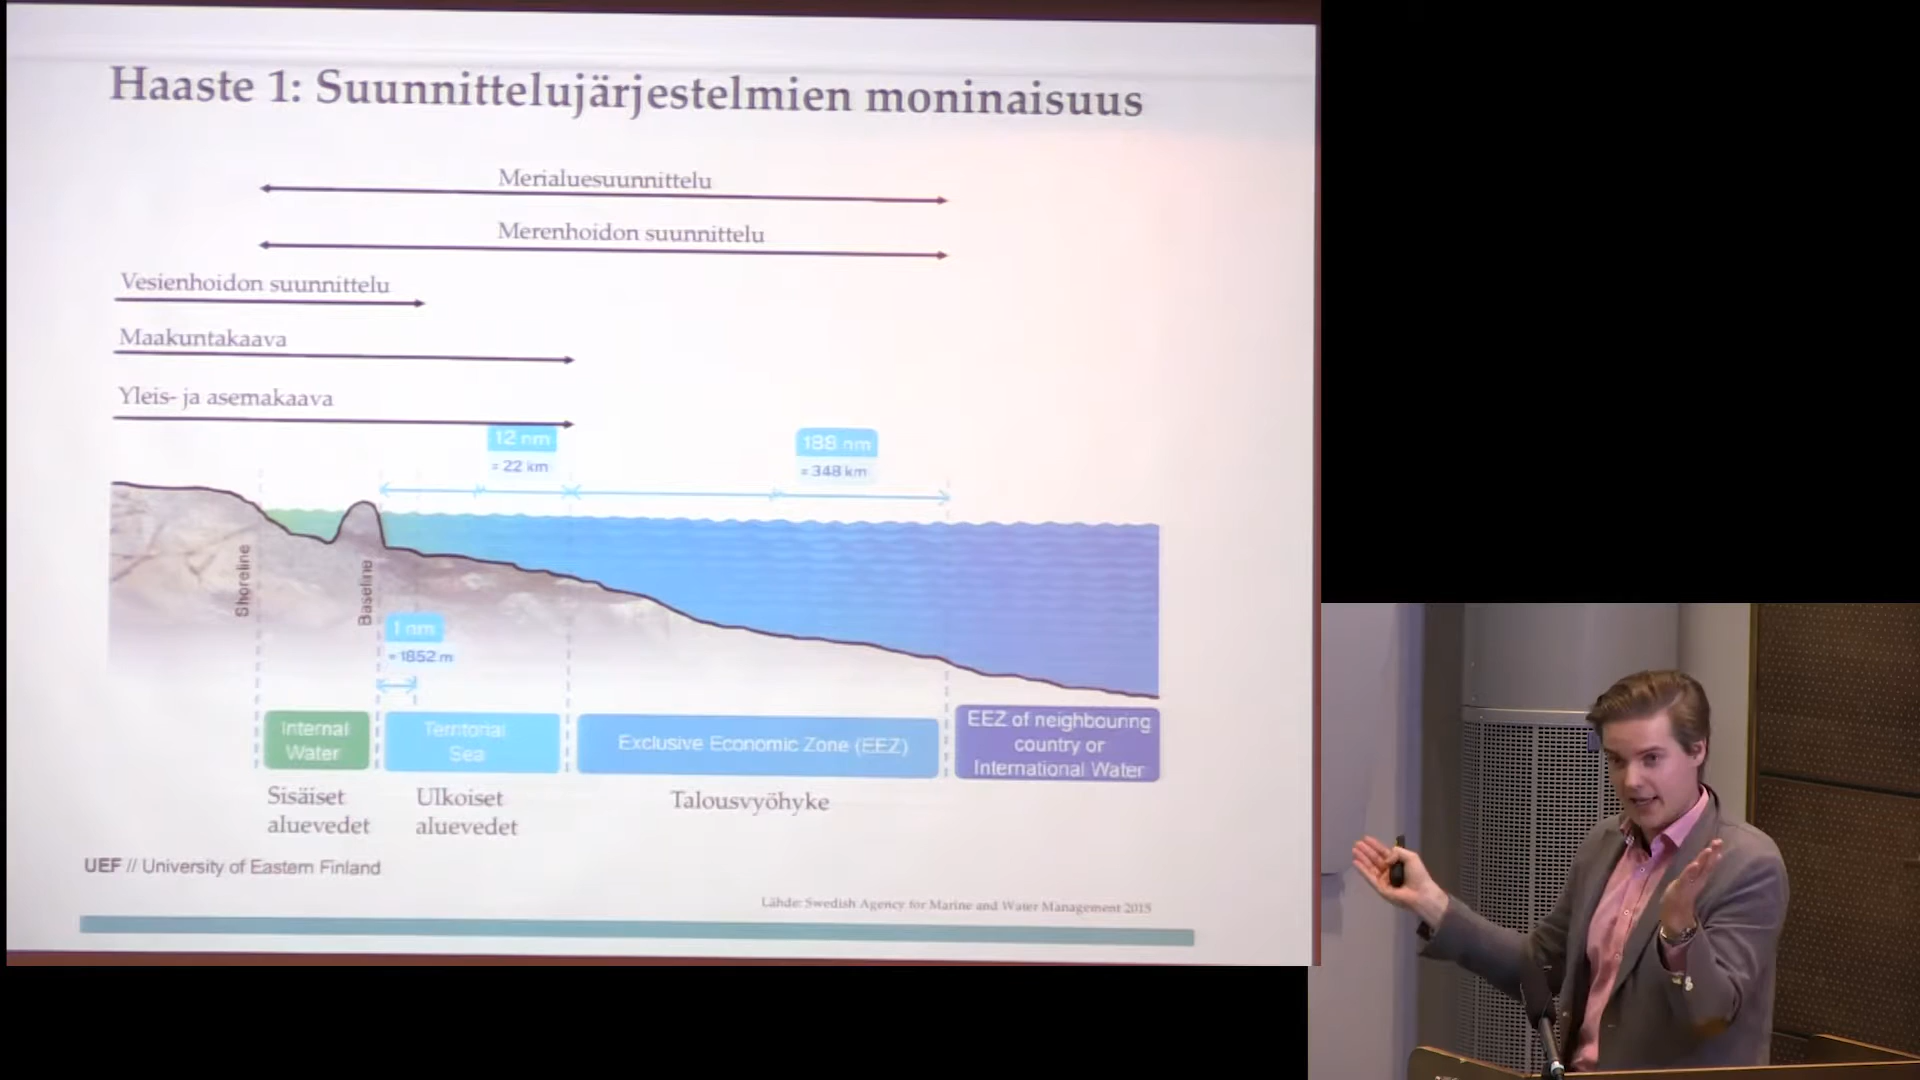 Haaste 1: Suunnittelujärjestelmien moninaisuus
Merialuesuunnittelu
Merenhoidon suunnittelu
Vesienhoidon suunnittelu
Maakuntakaava
Yleis- ja asemakaava
12 nm
= 22 km
188 nm
= 348 km
Shoreline
Baseline
1 nm
= 1852 m
Internal
Water
Territorial
Sea
Exclusive Economic Zone (EEZ)
EEZ of neighbouring
country or
International Water
Sisäiset
aluevedet
Ulkoiset
aluevedet
Talousvyöhyke
UEF // University of Eastern Finland
Lähde: Swedish Agency for Marine and Water Management 2015